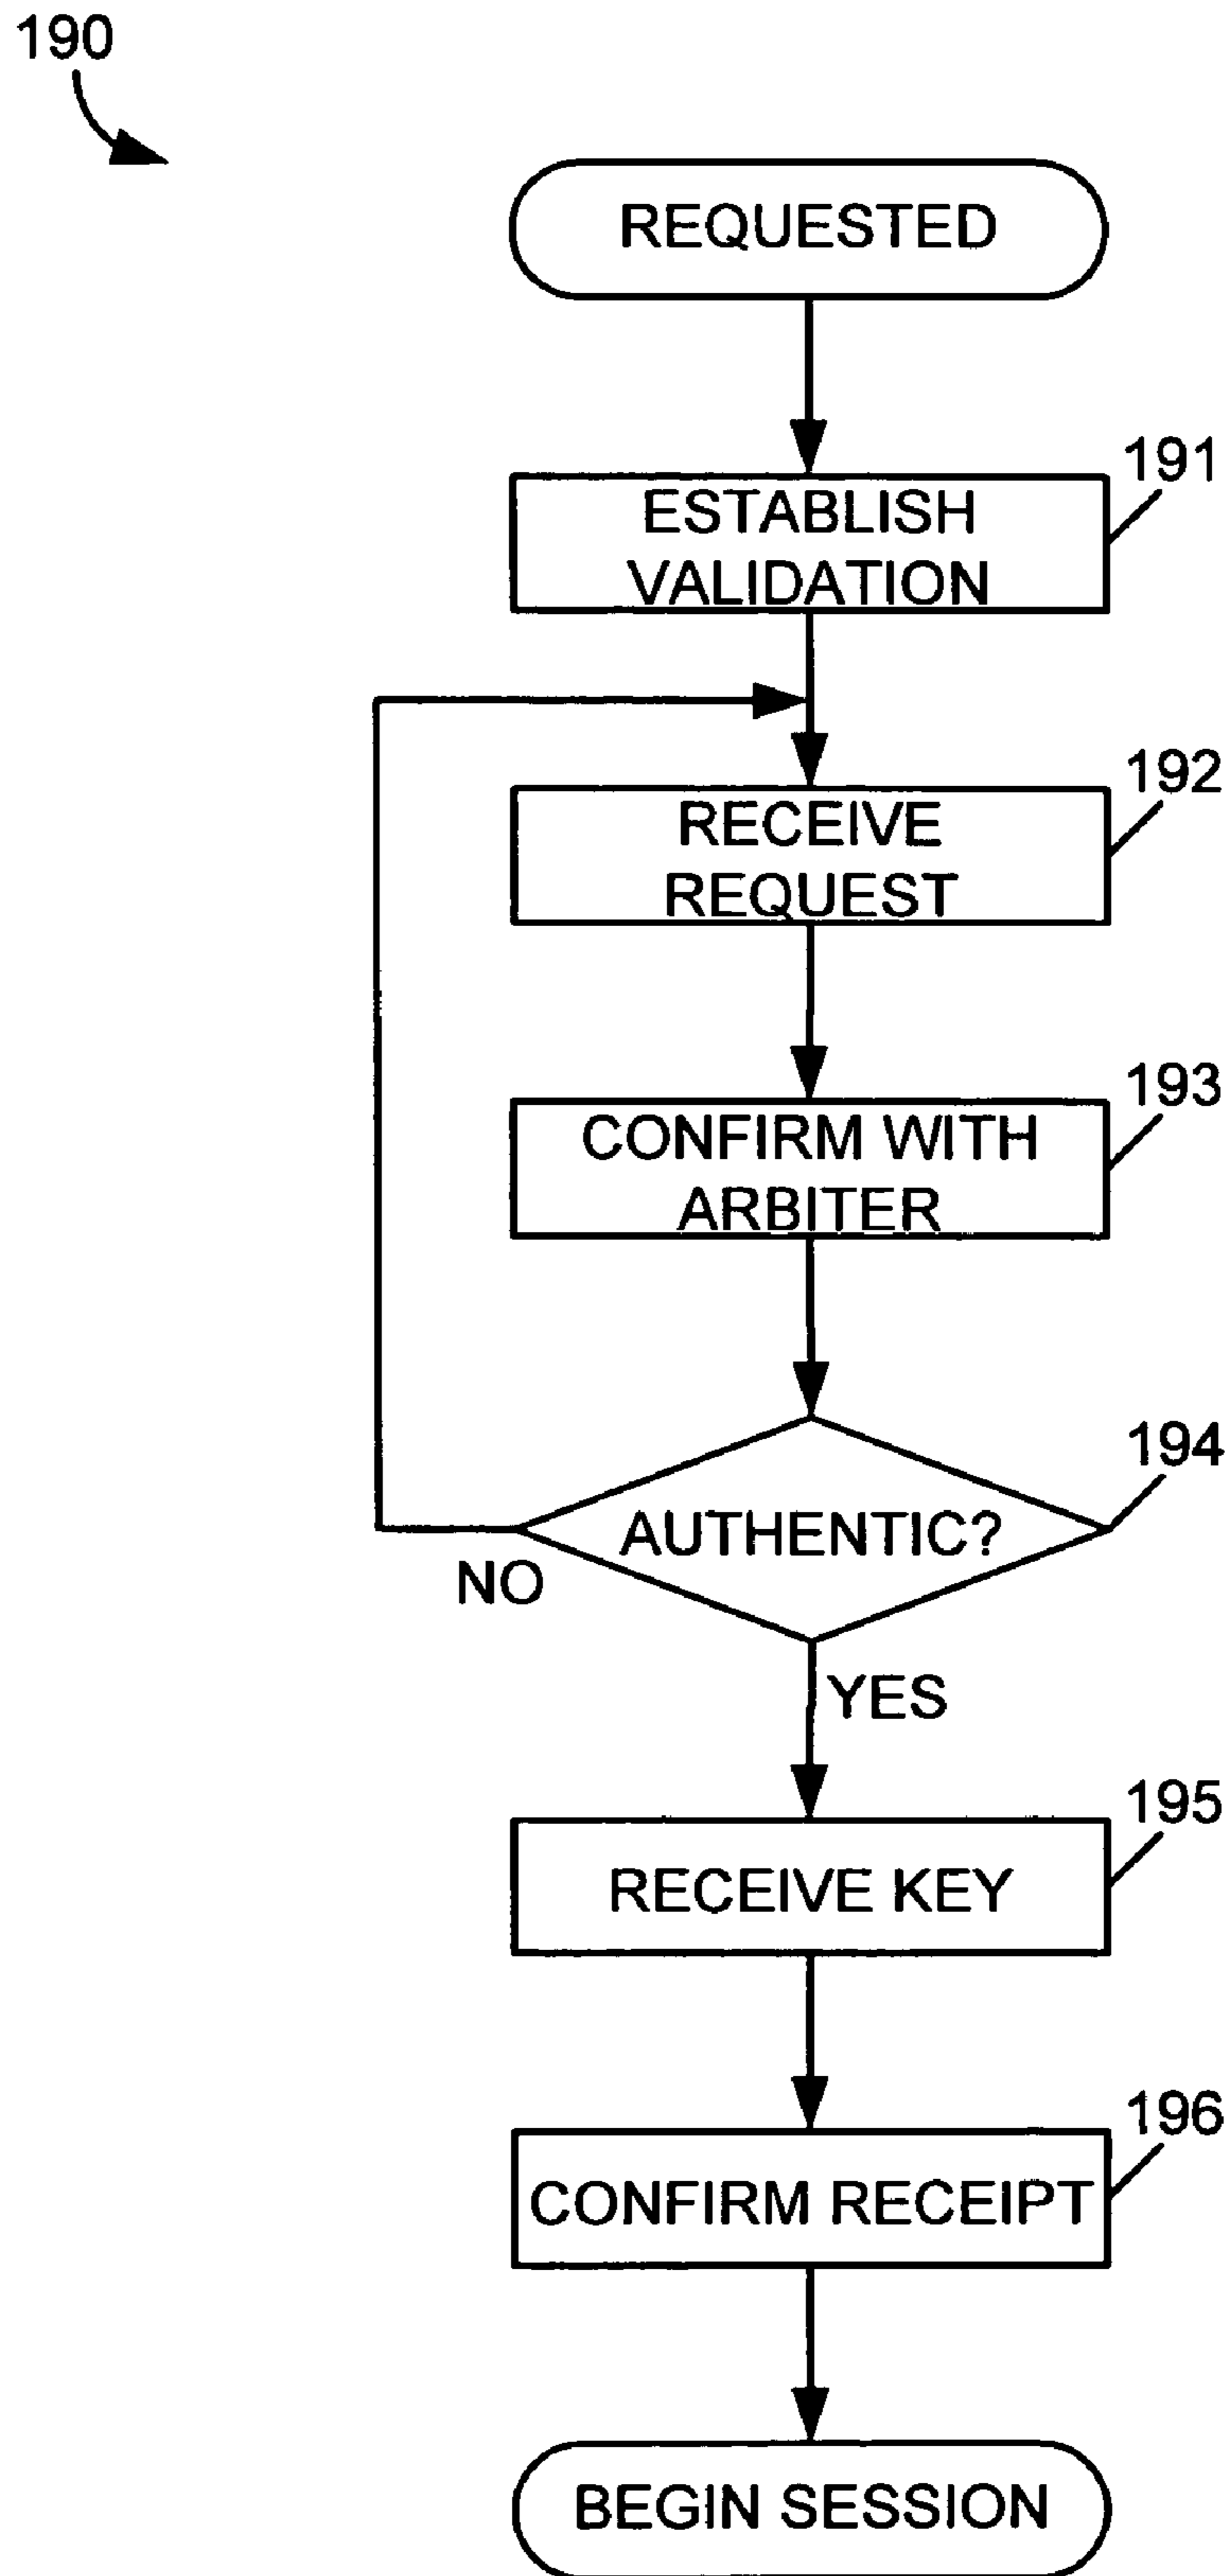 190
REQUESTED
191
ESTABLISH
VALIDATION
192
RECEIVE
REQUEST
193
CONFIRM WITH
ARBITER
194
AUTHENTIC?
NO
YES
195
RECEIVE KEY
196
CONFIRM RECEIPT
BEGIN SESSION